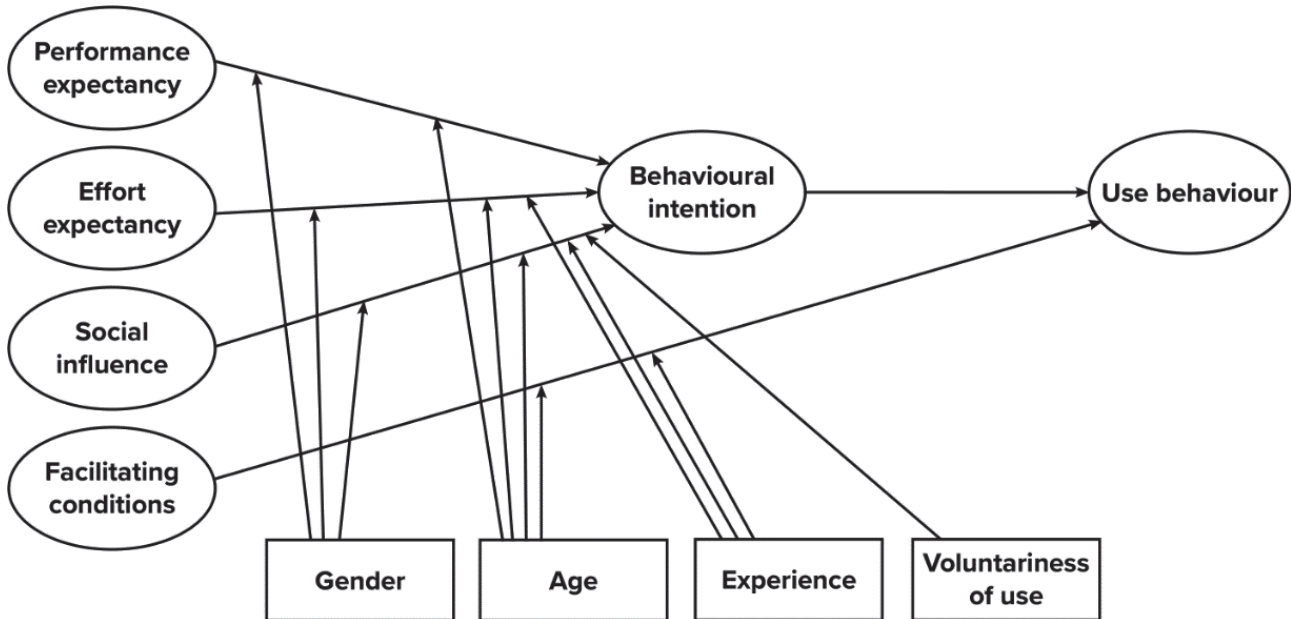 Performance
expectancy
Effort
expectancy
Social
influence
Facilitating
conditions
Behavioural
intention
Use behaviour
Gender
Age
Experience
Voluntariness
of use